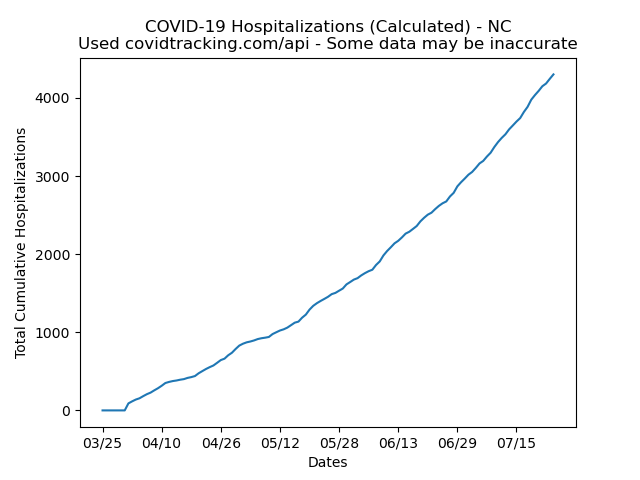 COVID-19 Hospitalizations (Calculated) - NC
Used covidtracking.com/api - Some data may be inaccurate
Total Cumulative Hospitalizations
4000
3000
2000
1000
0
03/25 04/10 04/26 05/12 05/28 06/13 06/29 07/15
Dates